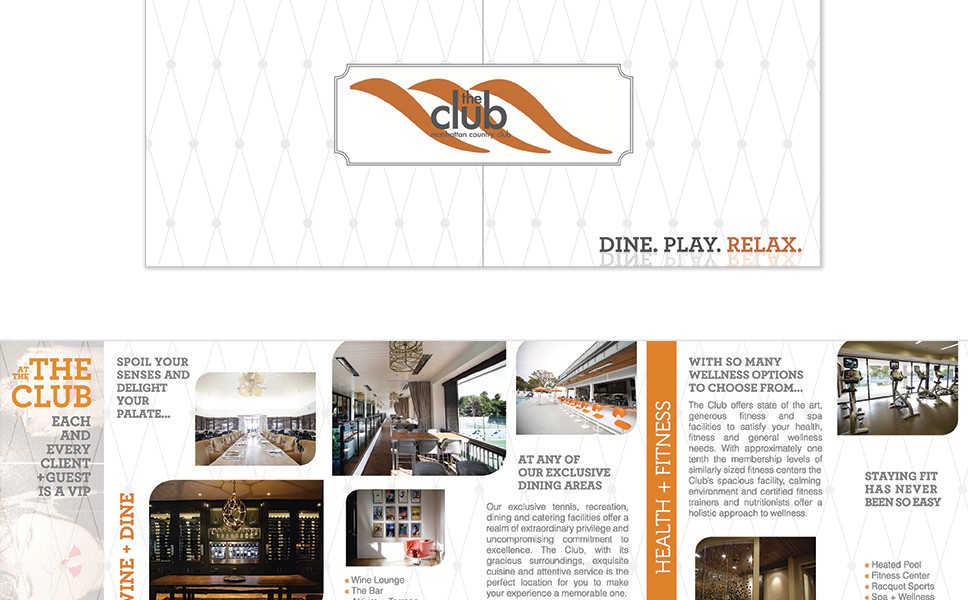 the
club
manhattan country club
DINE. PLAY. RELAX.
AT
THE
THE
CLUB
EACH
AND
EVERY
CLIENT
+GUEST
IS A VIP
SPOIL YOUR
SENSES AND
DELIGHT
YOUR
PALATE...
WINE + DINE
« Wine Lounge
« The Bar
AT ANY OF
OUR EXCLUSIVE
DINING AREAS
Our exclusive tennis, recreation,
dining and catering facilities offer a
realm of extraordinary privilege and
uncompromising commitment to
excellence. The Club, with its
gracious surroundings, exquisite
cuisine and attentive service is the
perfect location for you to make
your experience a memorable one.
HEALTH + FITNESS
WITH SO MANY
WELLNESS OPTIONS
TO CHOOSE FROM...
The Club offers state of the art,
generous fitness and spa
facilities to satisfy your health,
fitness and general wellness
needs. With approximately one
tenth the membership levels of
similarly sized fitness centers the
Club's spacious facility, calming
environment and certified fitness
trainers and nutritionists offer a
holistic approach to wellness.
STAYING FIT
HAS NEVER
BEEN SO EASY
« Heated Pool
« Fitness Center
« Racquet Sports
« Spa + Wellness